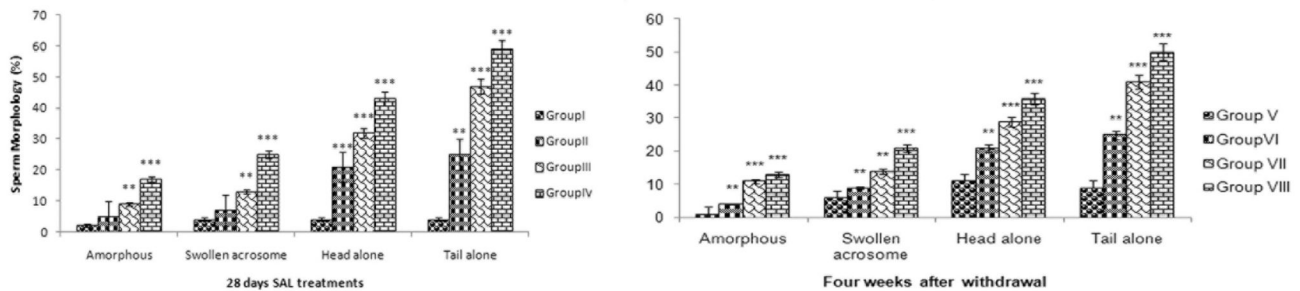 Sperm Morphology (%)
70
60
50
40
30
20
10
0
**
***
**
***
***
***
***
**
***
***
Amorphous Swollen acrosome Head alone Tail alone
28 days SAL treatments
GroupI
GroupII
GroupIII
GroupIV
60
50
40
30
20
10
0
**
***
***
**
**
***
**
***
***
**
***
***
Amorphous Swollen acrosome Head alone Tail alone
Four weeks after withdrawal
Group V
GroupVI
Group VII
Group VIII